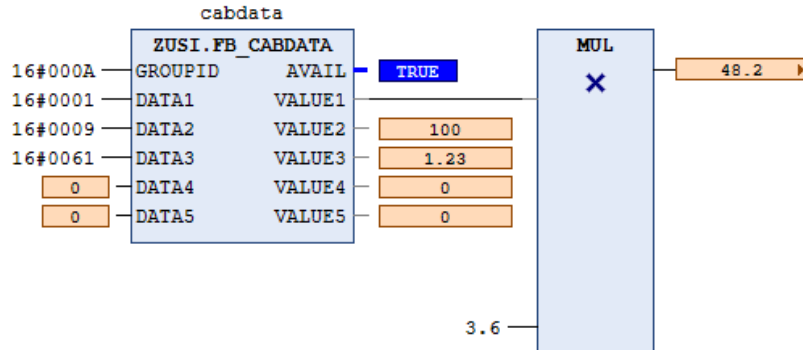 cabdata
ZUSI.FB_CABDATA MUL
16#000A GROUPID AVAIL TRUE 48.2
16#0001 DATA1 VALUE1 ×
16#0009 DATA2 VALUE2 100
16#0061 DATA3 VALUE3 1.23
0 DATA4 VALUE4 0
0 DATA5 VALUE5 0
3.6